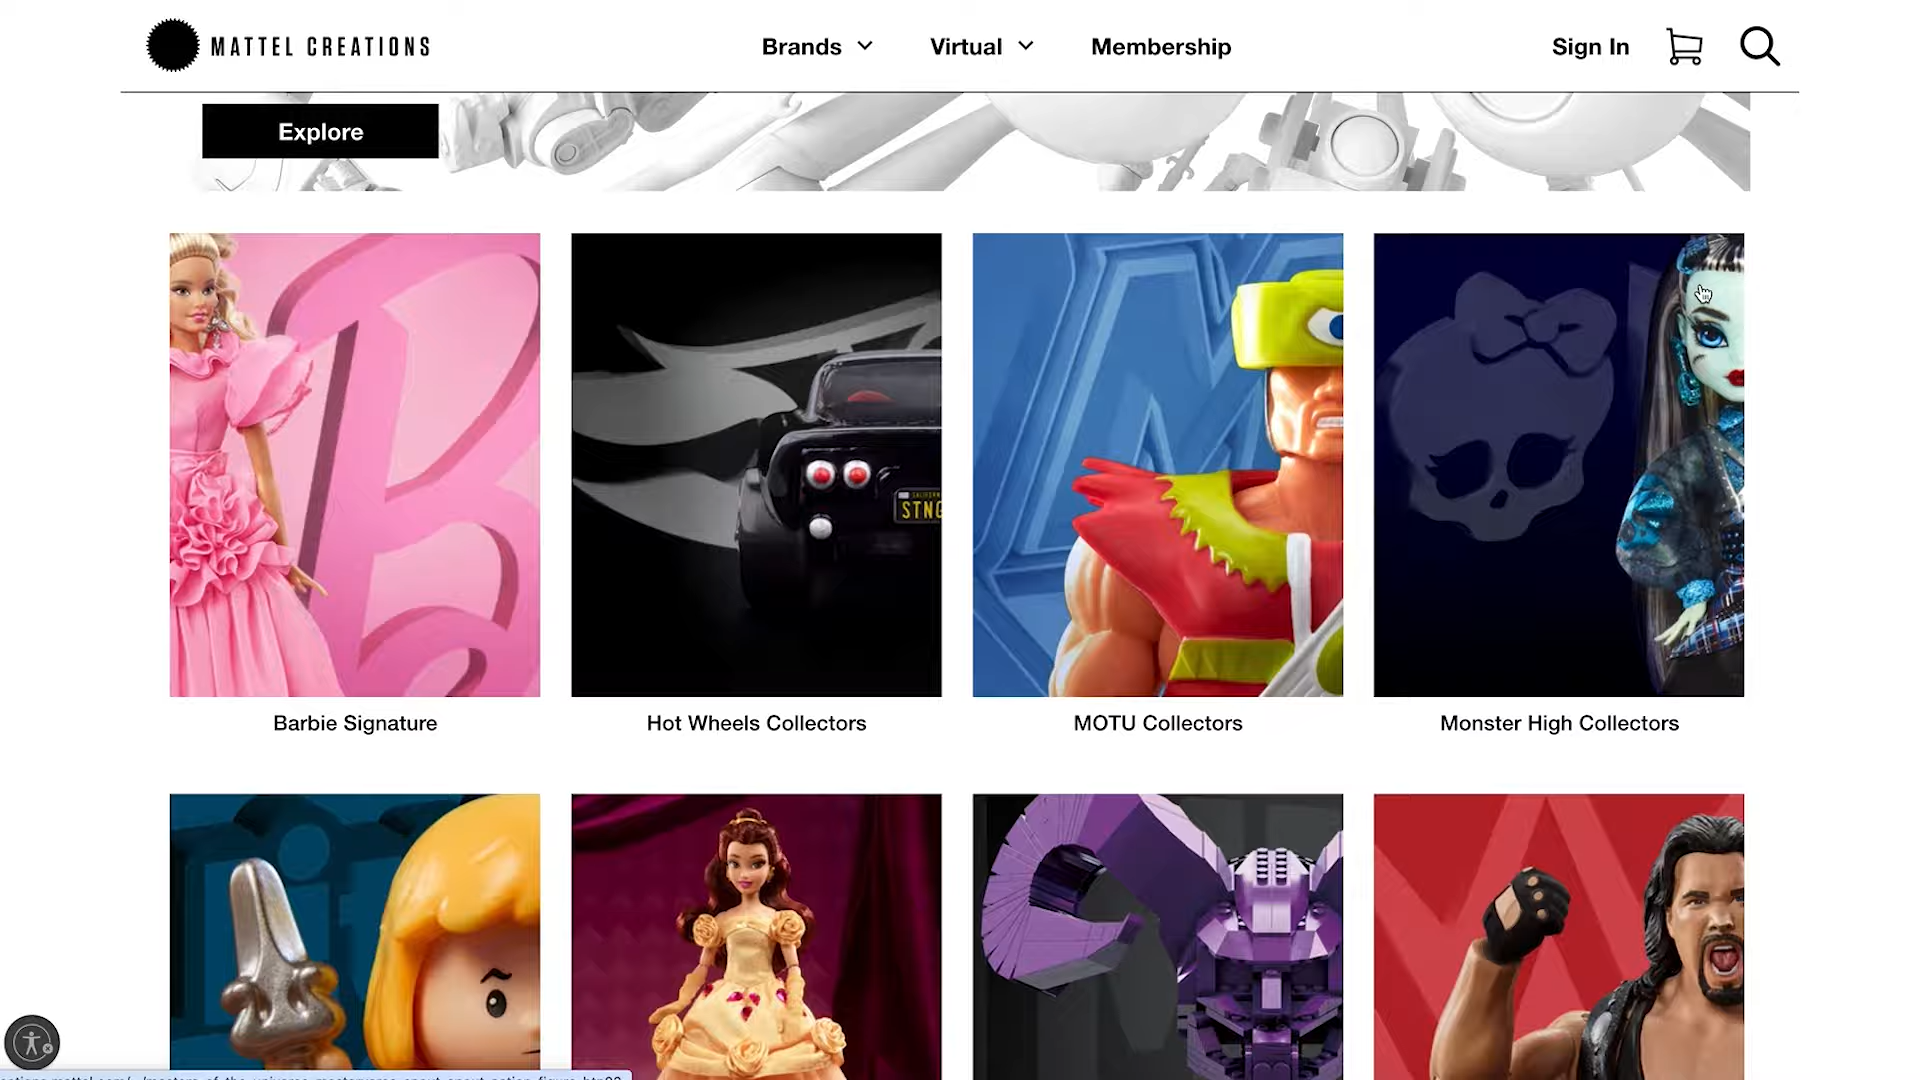 MATTEL CREATIONS
Brands
Virtual
Membership
Sign In
Explore
CALIFORNIA
STNG
Barbie Signature
Hot Wheels Collectors
MOTU Collectors
Monster High Collectors